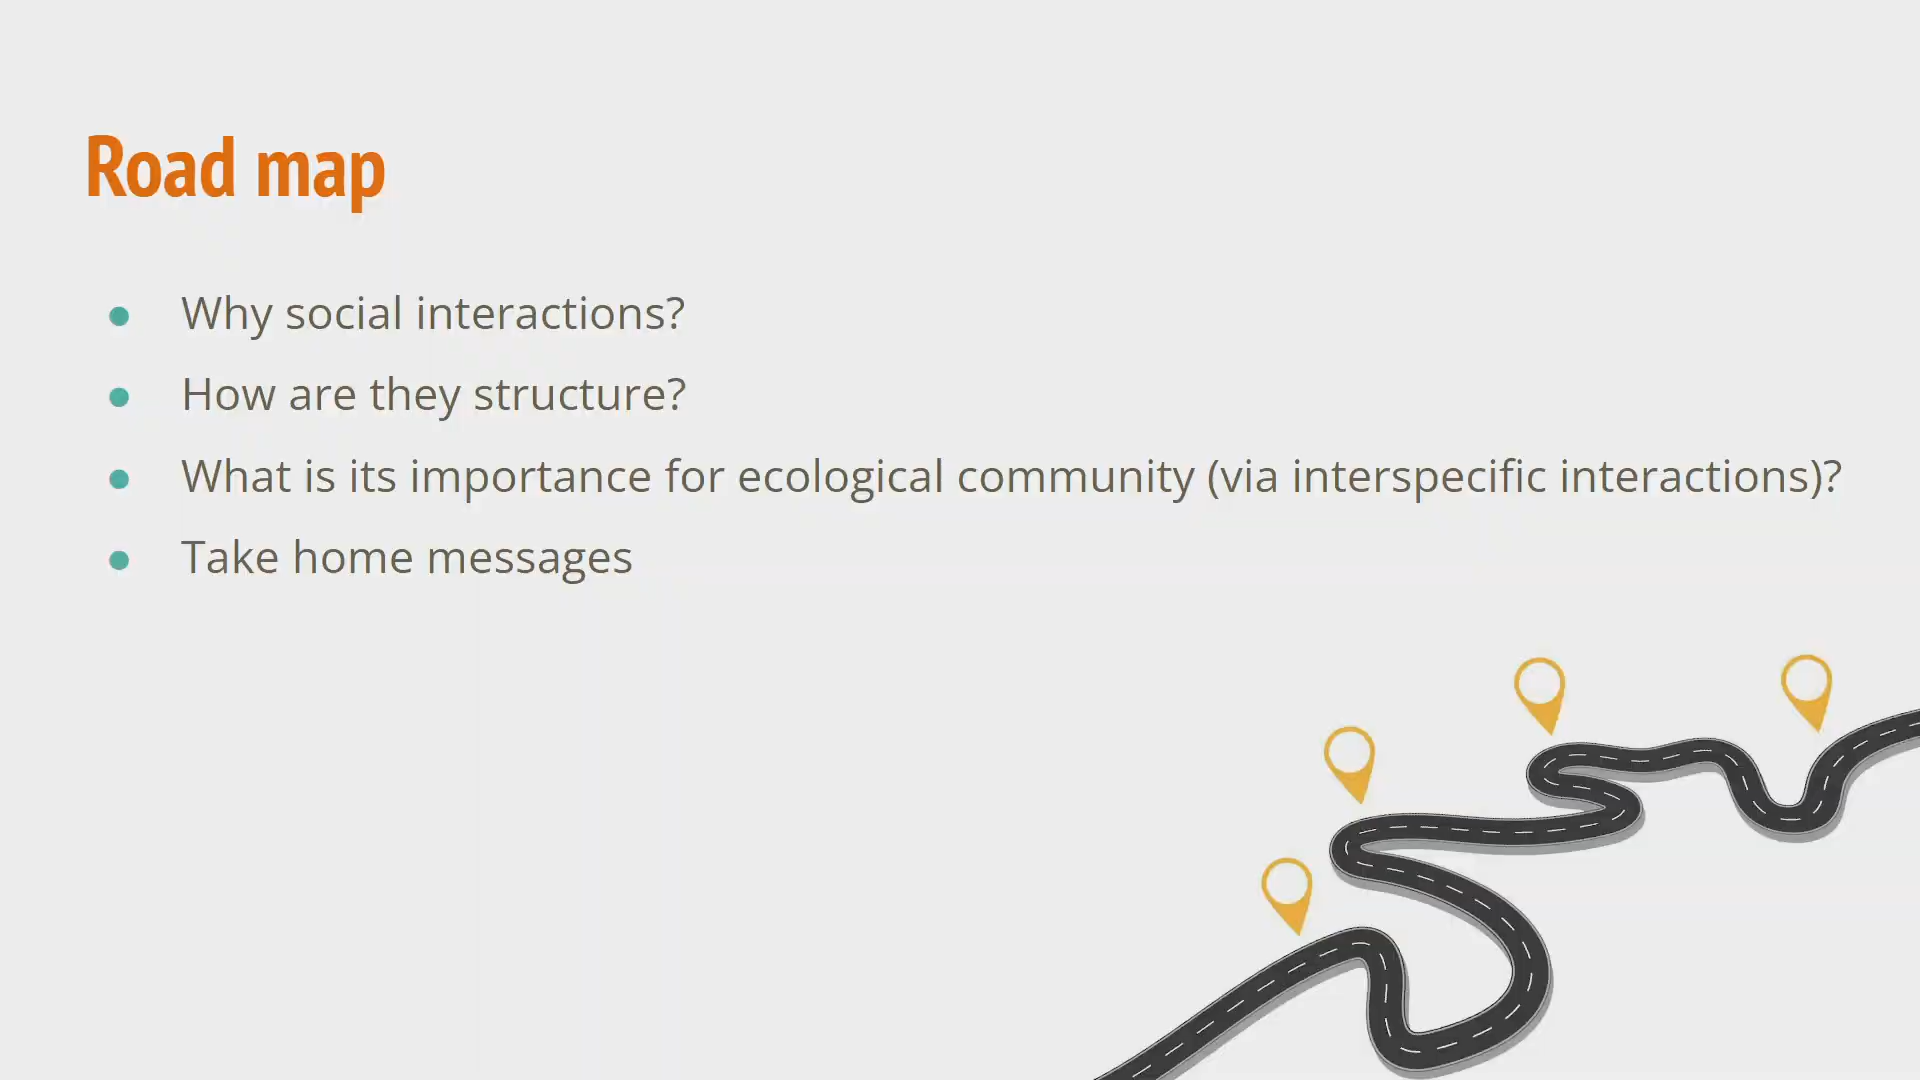 Road map
Why social interactions?
How are they structure?
What is its importance for ecological community (via interspecific interactions)?
Take home messages